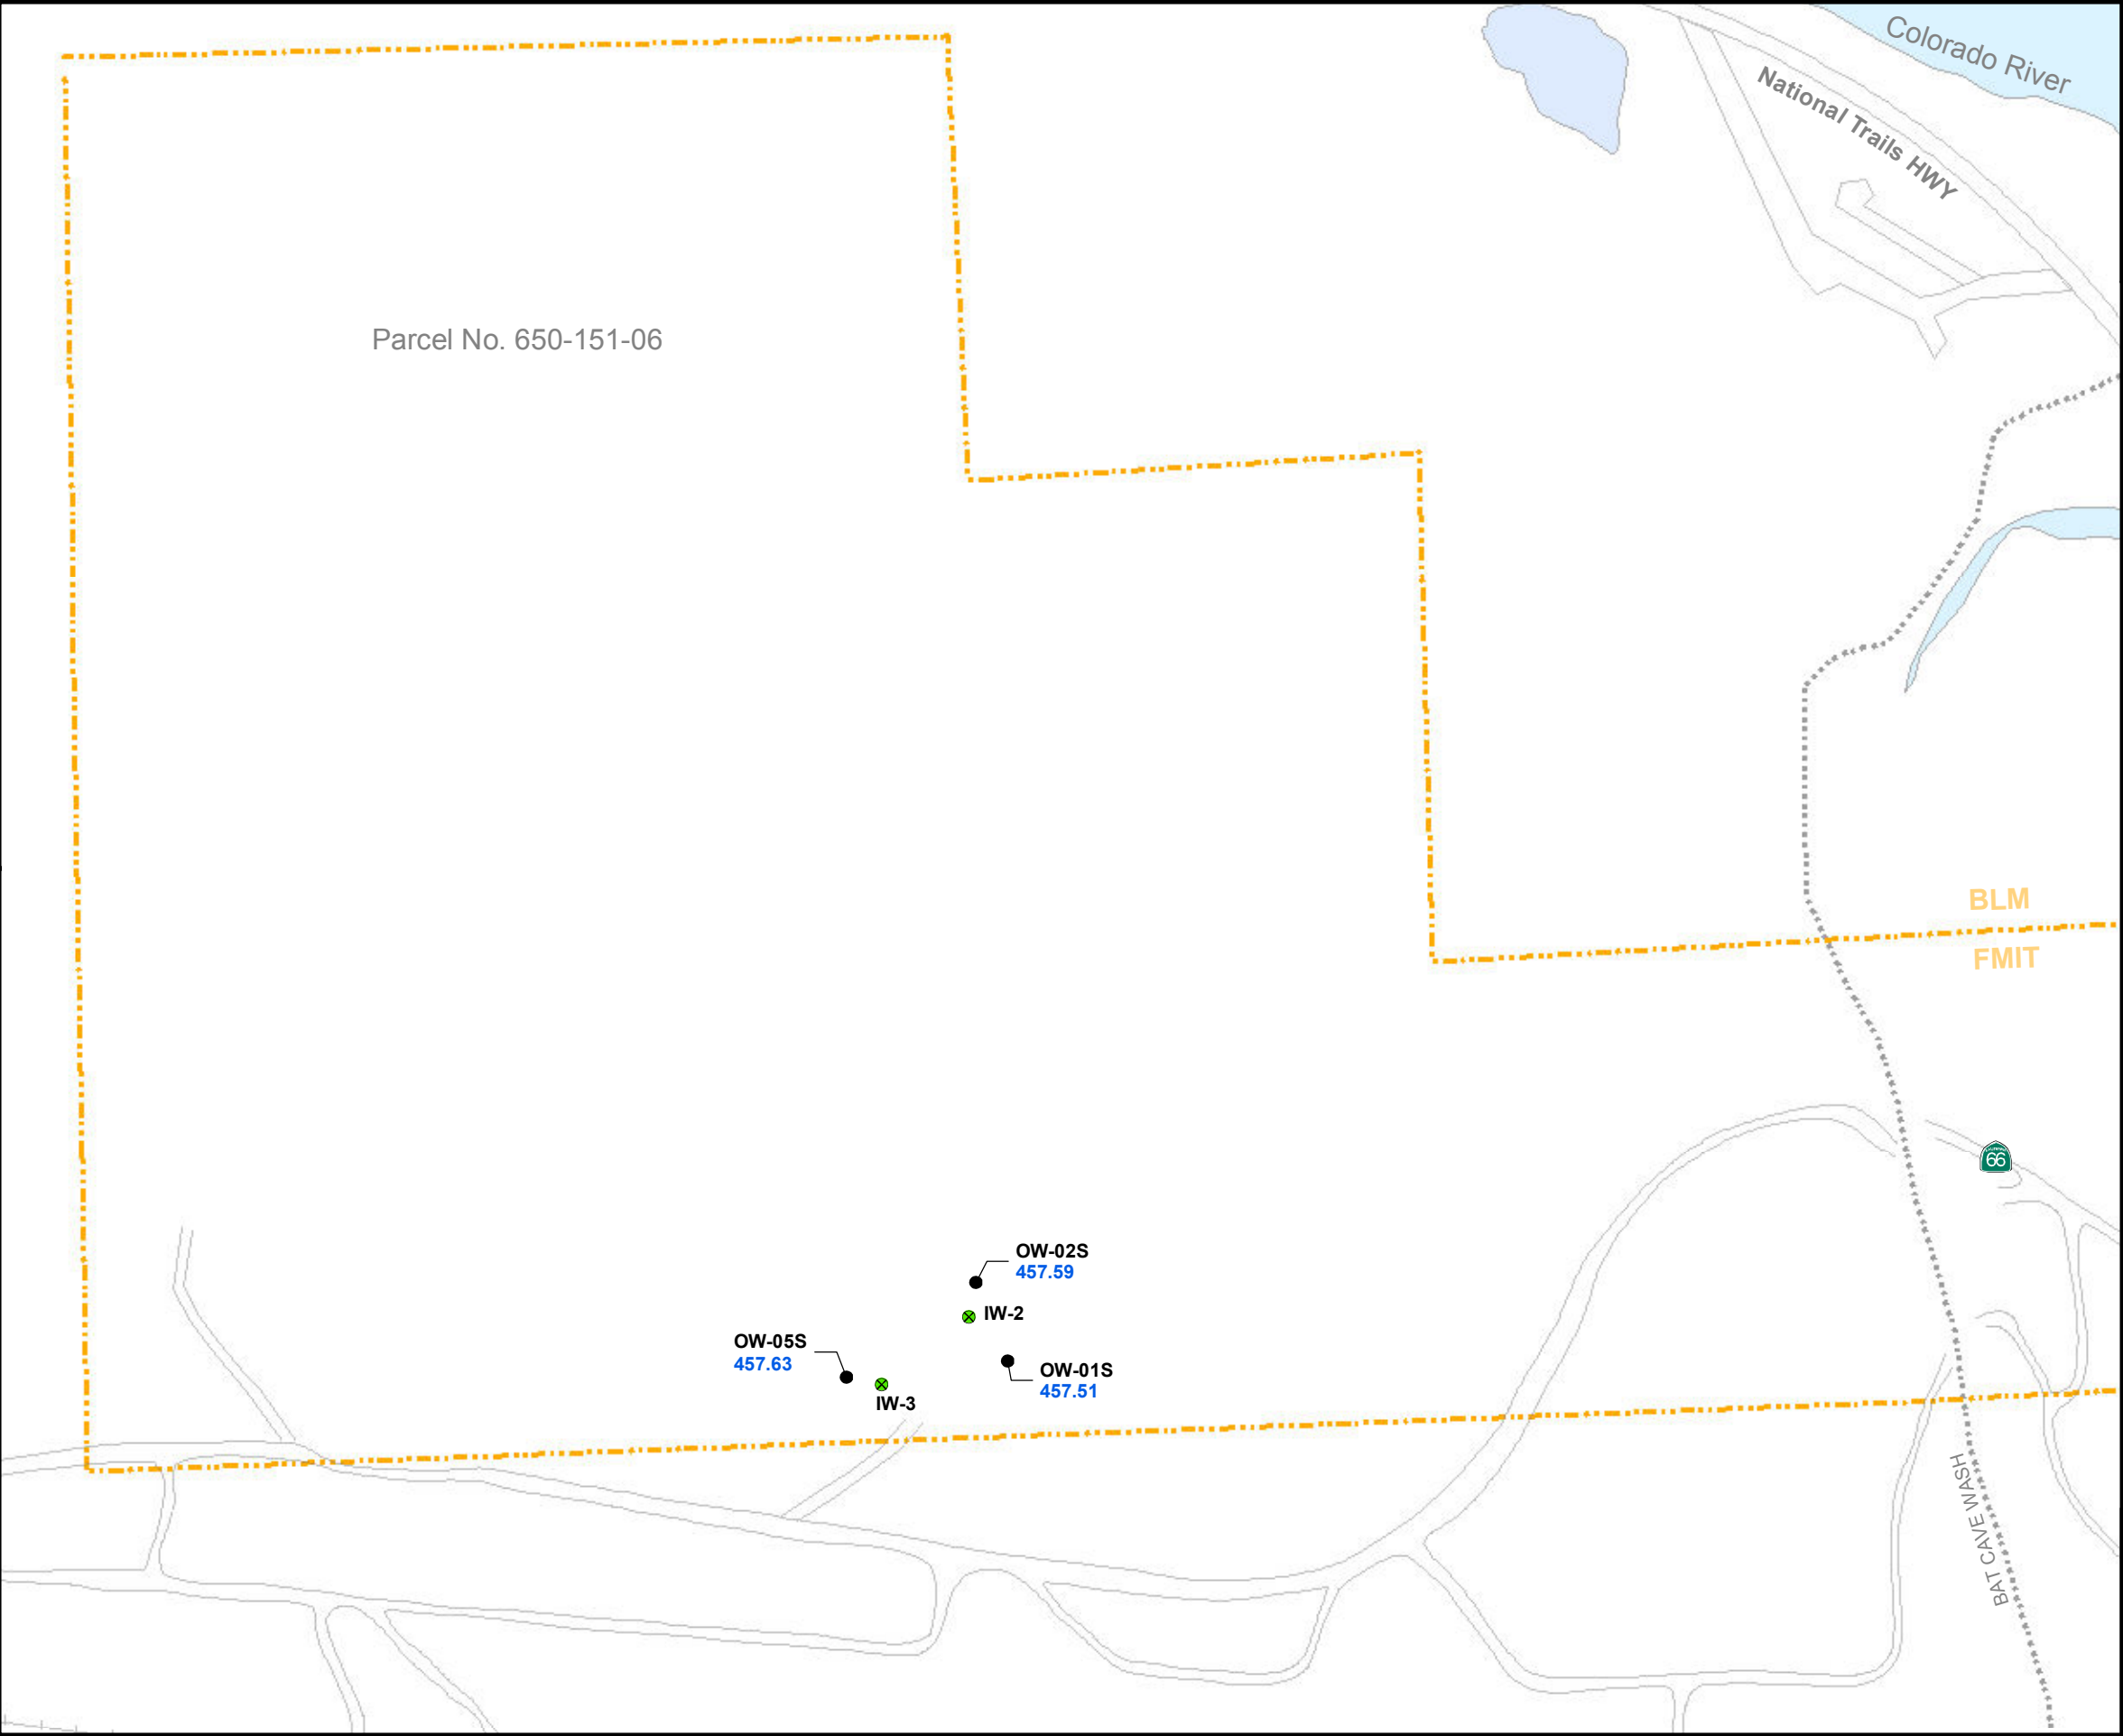 Colorado River
National Trails HWY
Parcel No. 650-151-06
BLM
FMIT
66
OW-02S
457.59
IW-2
OW-05S
457.63
OW-01S
457.51
IW-3
BAT CAVE WASH